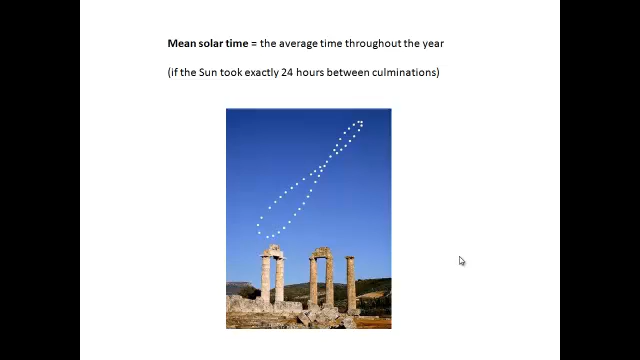 Mean solar time = the average time throughout the year
(if the Sun took exactly 24 hours between culminations)